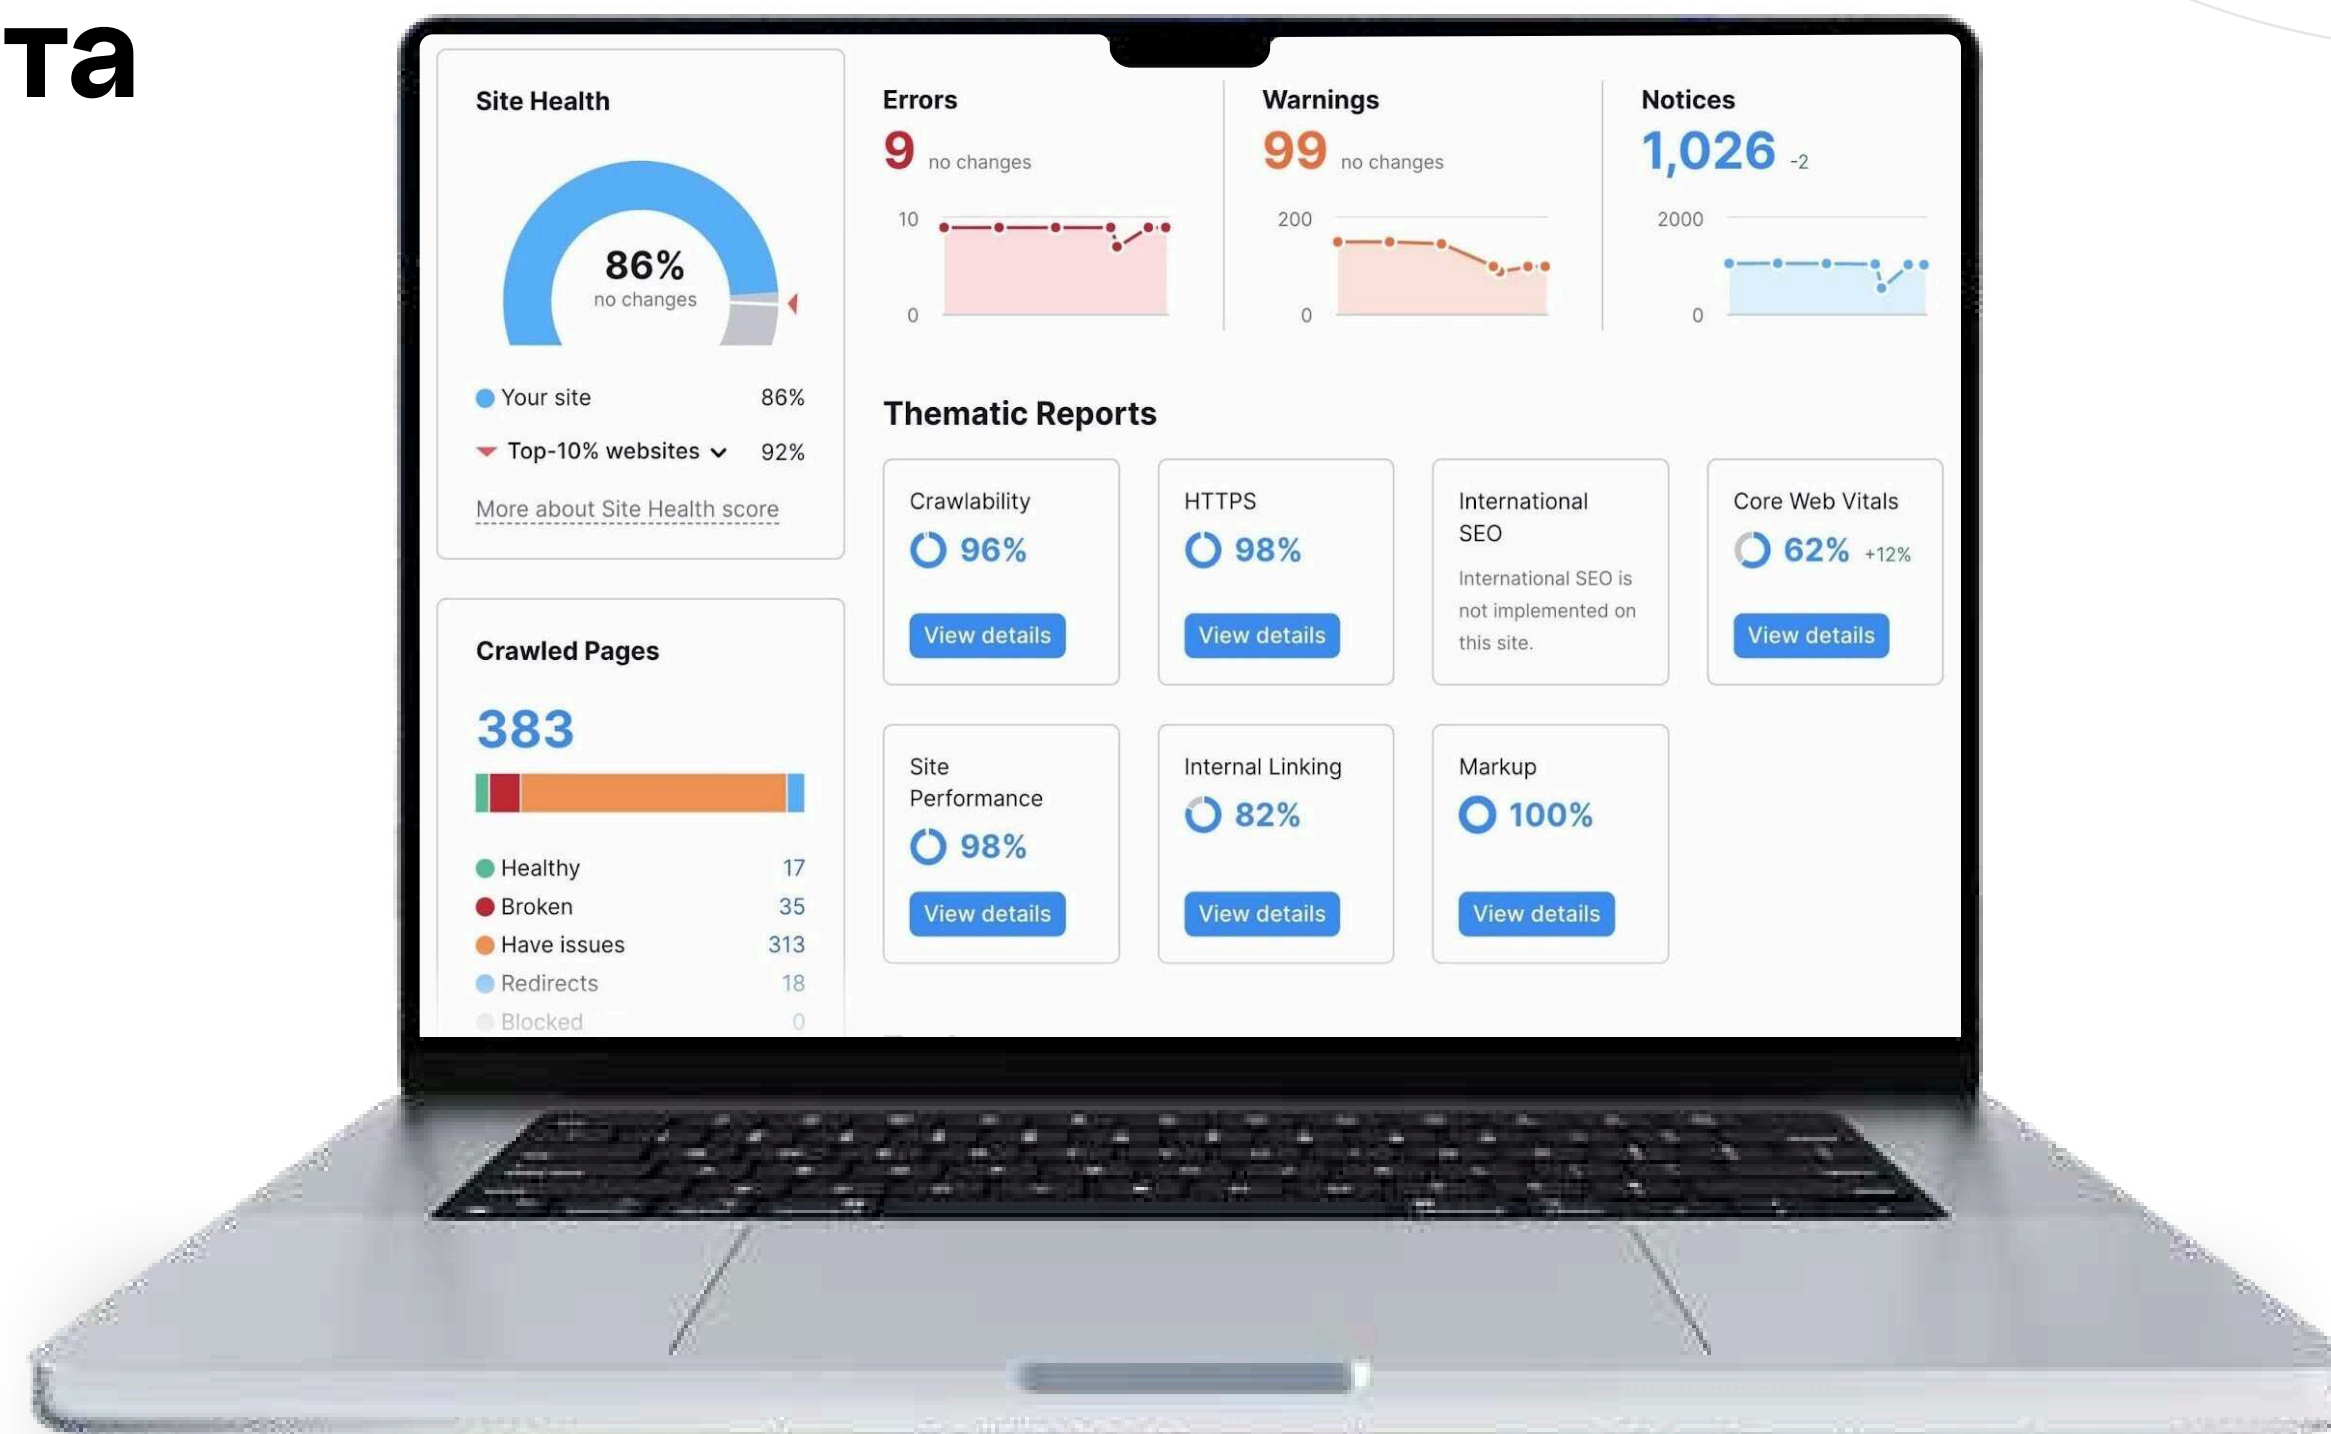 та
Site Health
86%
no changes
Your site 86%
Top-10% websites 92%
More about Site Health score
Crawled Pages
383
Healthy 17
Broken 35
Have issues 313
Redirects 18
Blocked 0
Errors
9 no changes
10
0
Warnings
99 no changes
200
0
Notices
1,026 -2
2000
0
Thematic Reports
Crawlability
96%
View details
HTTPS
98%
View details
International
SEO
International SEO is
not implemented on
this site.
Core Web Vitals
62% +12%
View details
Site
Performance
98%
View details
Internal Linking
82%
View details
Markup
100%
View details